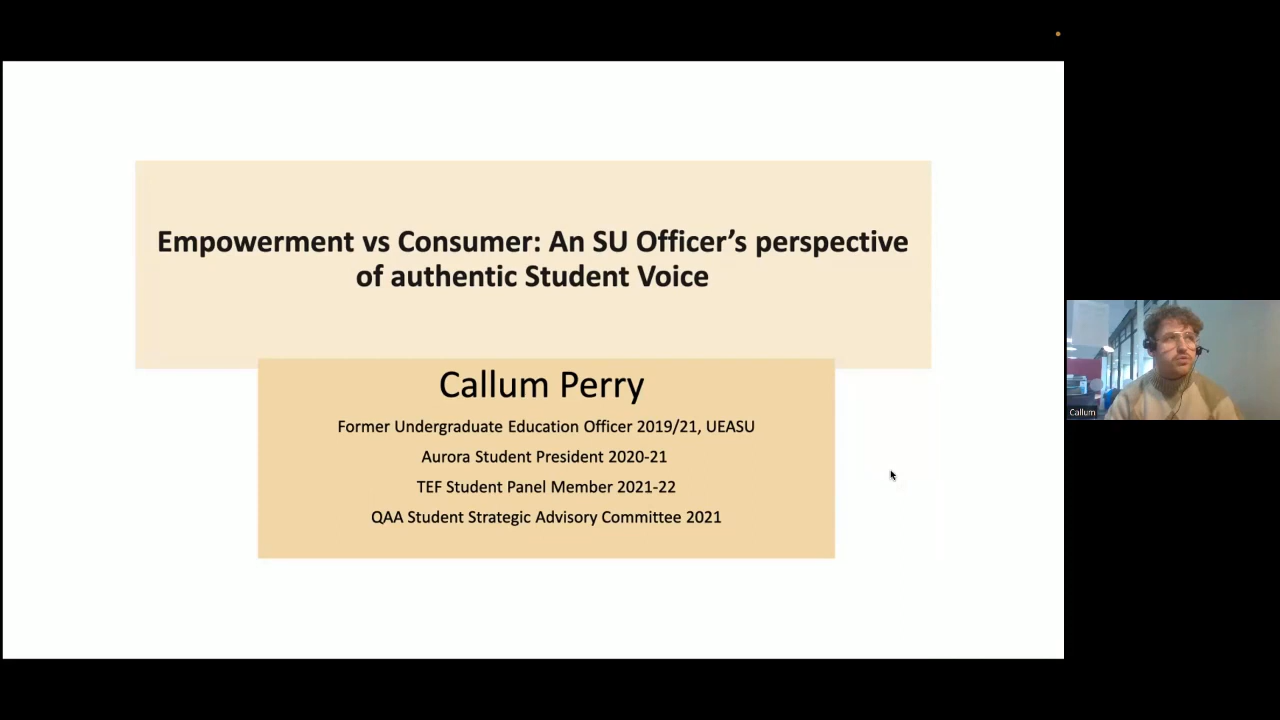 Empowerment vs Consumer: An SU Officer’s perspective
of authentic Student Voice
Callum Perry
Former Undergraduate Education Officer 2019/21, UEASU
Aurora Student President 2020-21
TEF Student Panel Member 2021-22
QAA Student Strategic Advisory Committee 2021
Callum